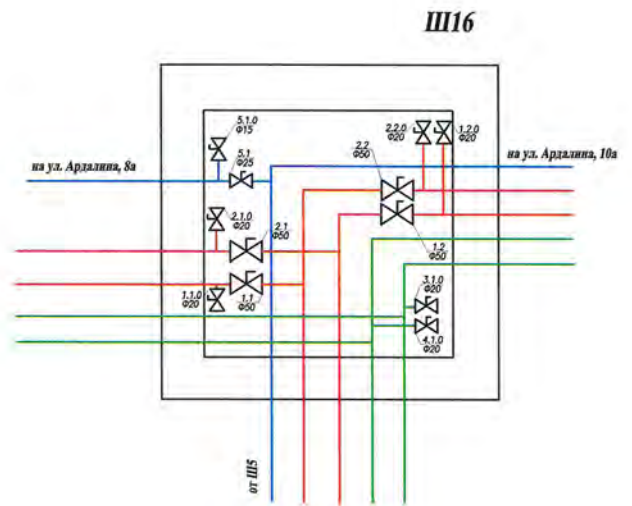 Ш16
5.1.0
Ф15
5.1
Ф25
2.2
Ф50
2.2.0
Ф20
1.2.0
Ф20
на ул. Ардалина, 8а
на ул. Ардалина, 10а
2.1.0
Ф20
2.1
Ф50
1.2
Ф50
1.1.0
Ф20
1.1
Ф50
3.1.0
Ф20
4.1.0
Ф20
от Ш5